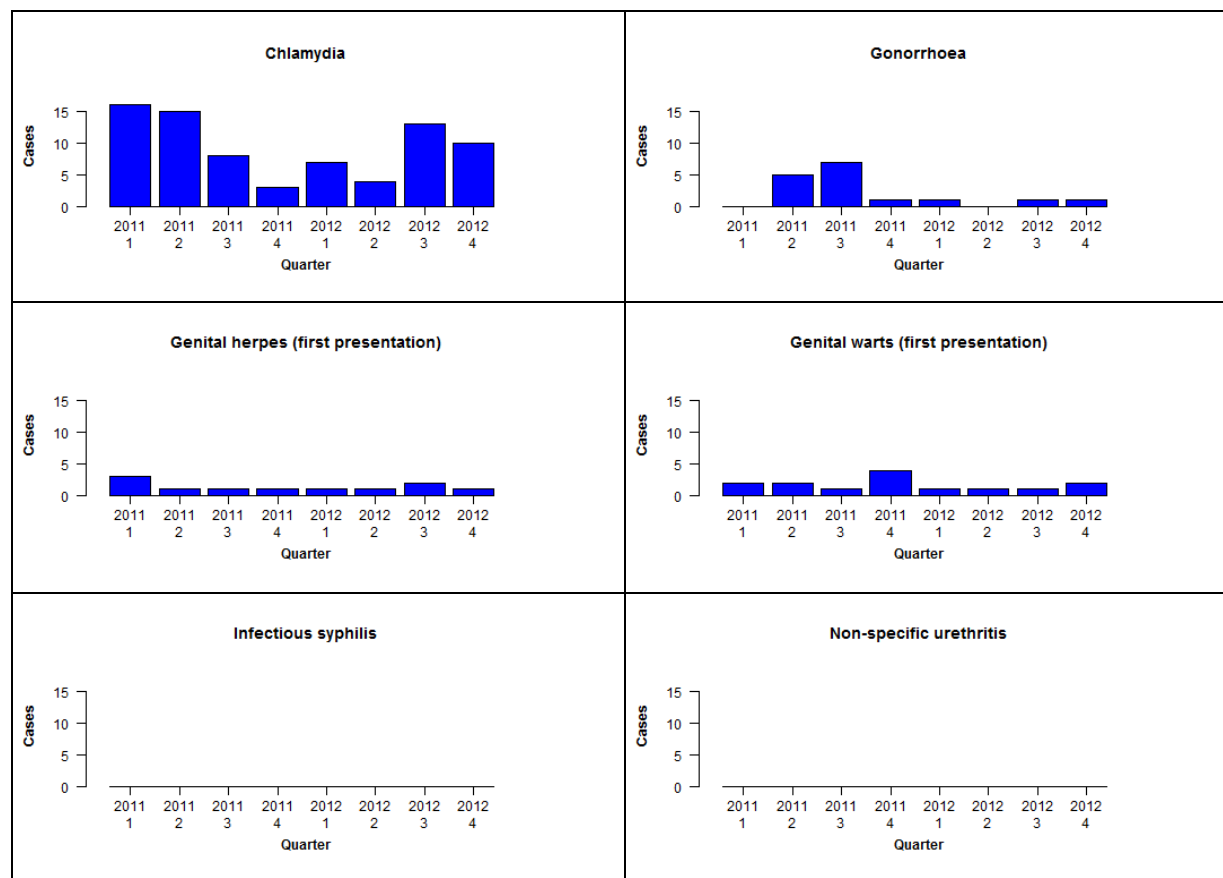 Chlamydia
Cases
15
10
5
0
2011 2011 2011 2011 2012 2012 2012 2012
1 2 3 4 1 2 3 4
Quarter
Gonorrhoea
Cases
15
10
5
0
2011 2011 2011 2011 2012 2012 2012 2012
1 2 3 4 1 2 3 4
Quarter
Genital herpes (first presentation)
Cases
15
10
5
0
2011 2011 2011 2011 2012 2012 2012 2012
1 2 3 4 1 2 3 4
Quarter
Genital warts (first presentation)
Cases
15
10
5
0
2011 2011 2011 2011 2012 2012 2012 2012
1 2 3 4 1 2 3 4
Quarter
Infectious syphilis
Cases
15
10
5
0
2011 2011 2011 2011 2012 2012 2012 2012
1 2 3 4 1 2 3 4
Quarter
Non-specific urethritis
Cases
15
10
5
0
2011 2011 2011 2011 2012 2012 2012 2012
1 2 3 4 1 2 3 4
Quarter